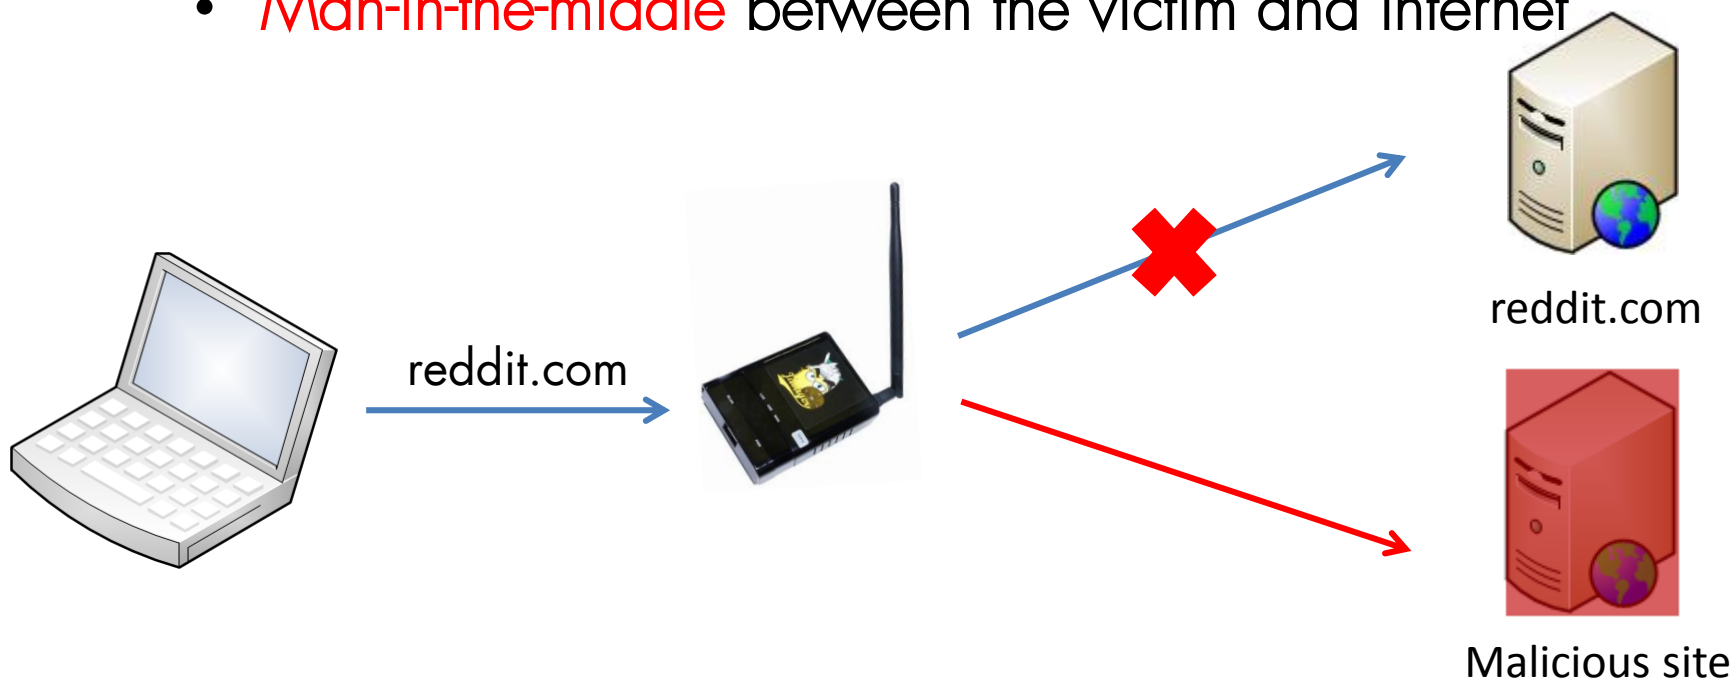 • Man-in-the-middle between the victim and Internet
reddit.com
reddit.com
Malicious site